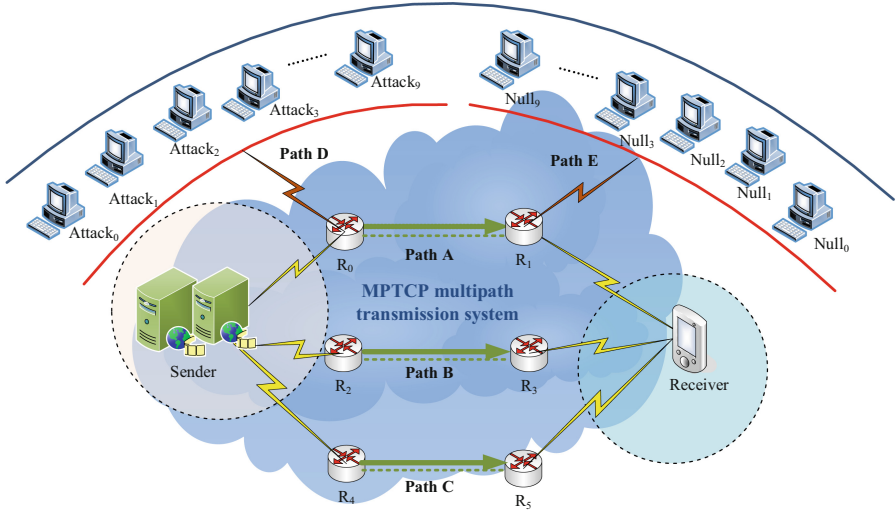 Attack₉
Null₉
Attack₃
Null₃
Attack₂
Null₂
Attack₁
Null₁
Attack₀
Null₀
Path D
Path E
Path A
R₀
R₁
MPTCP multipath
transmission system
Sender
Receiver
Path B
R₂
R₃
Path C
R₄
R₅